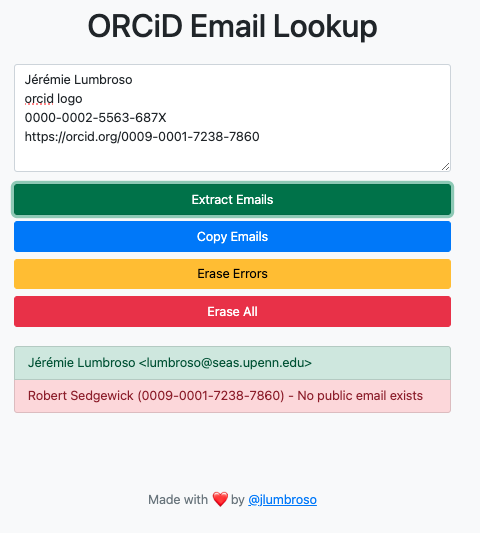 ORCiD Email Lookup
Jérémie Lumbroso
orcid logo
0000-0002-5563-687X
https://orcid.org/0009-0001-7238-7860
Extract Emails
Copy Emails
Erase Errors
Erase All
Jérémie Lumbroso <lumbroso@seas.upenn.edu>
Robert Sedgewick (0009-0001-7238-7860) - No public email exists
Made with ❤️ by @jlumbroso